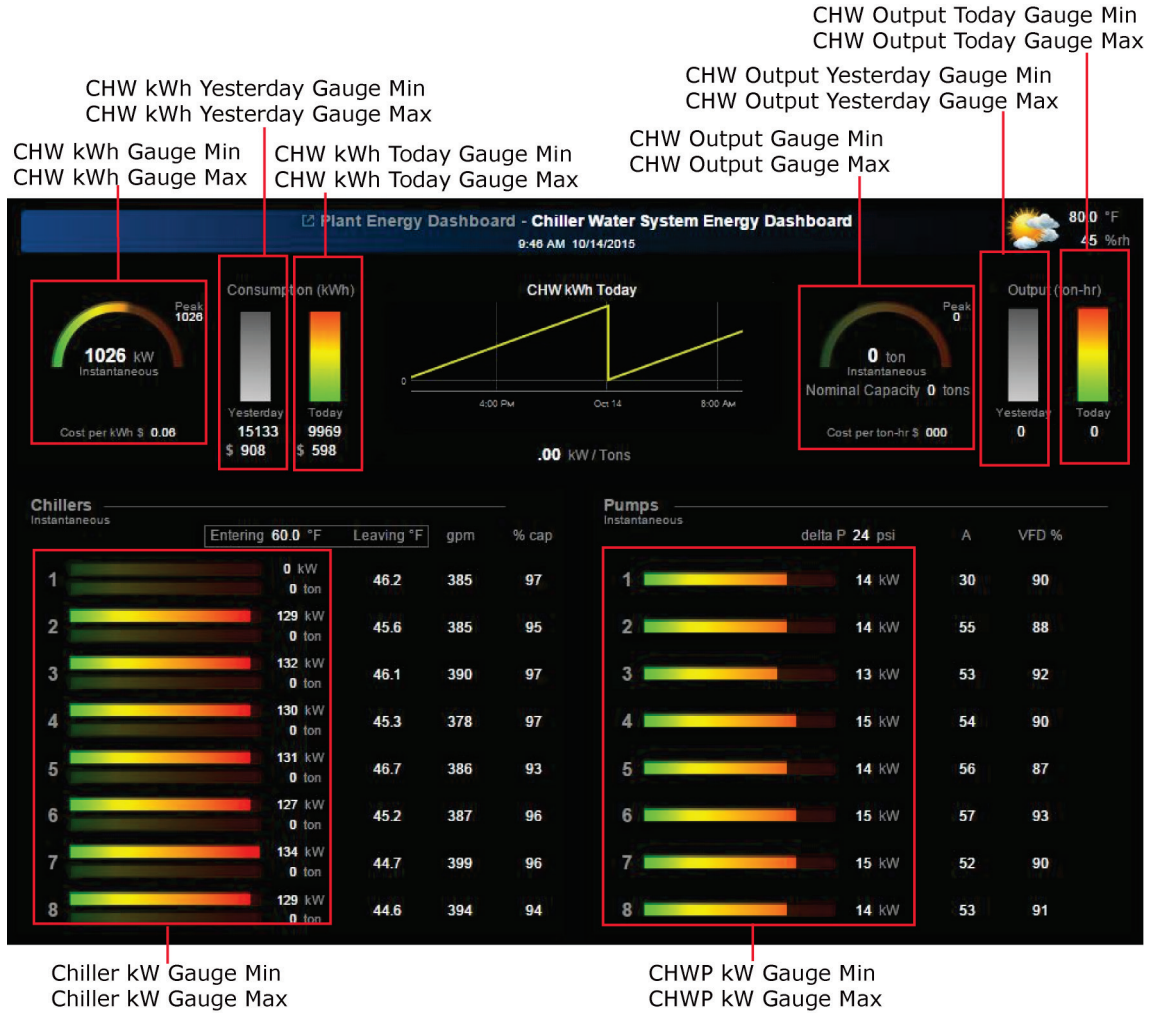 CHW Output Today Gauge Min
CHW Output Today Gauge Max
CHW Output Yesterday Gauge Min
CHW Output Yesterday Gauge Max
CHW kWh Yesterday Gauge Min
CHW kWh Yesterday Gauge Max
CHW Output Gauge Min
CHW Output Gauge Max
CHW kWh Gauge Min
CHW kWh Gauge Max
CHW kWh Today Gauge Min
CHW kWh Today Gauge Max
Plant Energy Dashboard - Chiller Water System Energy Dashboard
9:46 AM 10/14/2015
80.0 °F
45 %rh
Peak
1026
1026 kW
Instantaneous
Cost per kWh $ 0.06
Consumption (kWh)
Yesterday
15133
$ 908
Today
9969
$ 598
CHW kWh Today
0
4:00 PM
Oct 14
8:00 AM
.00 kW / Tons
Peak
0
0 ton
Instantaneous
Nominal Capacity 0 tons
Cost per ton-hr $ 000
Output (ton-hr)
Yesterday
0
Today
0
Chillers
Instantaneous
Entering 60.0 °F Leaving °F gpm % cap
1 0 kW 0 ton 46.2 385 97
2 129 kW 0 ton 45.6 385 95
3 132 kW 0 ton 46.1 390 97
4 130 kW 0 ton 45.3 378 97
5 131 kW 0 ton 46.7 386 93
6 127 kW 0 ton 45.2 387 96
7 134 kW 0 ton 44.7 399 96
8 129 kW 0 ton 44.6 394 94
Pumps
Instantaneous
delta P 24 psi A VFD %
1 14 kW 30 90
2 14 kW 55 88
3 13 kW 53 92
4 15 kW 54 90
5 14 kW 56 87
6 15 kW 57 93
7 15 kW 52 90
8 14 kW 53 91
Chiller kW Gauge Min
Chiller kW Gauge Max
CHWP kW Gauge Min
CHWP kW Gauge Max